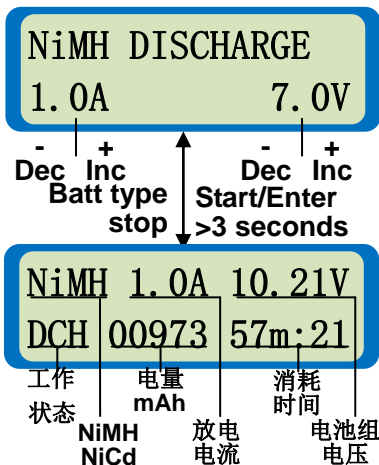 NiMH DISCHARGE
1.0A 7.0V
- + - +
Dec Inc Dec Inc
Batt type Start/Enter
stop >3 seconds
NiMH 1.0A 10.21V
DCH 00973 57m:21
工作 电量 消耗
状态 mAh 时间
NiMH 放电 电池组
NiCd 电流 电压